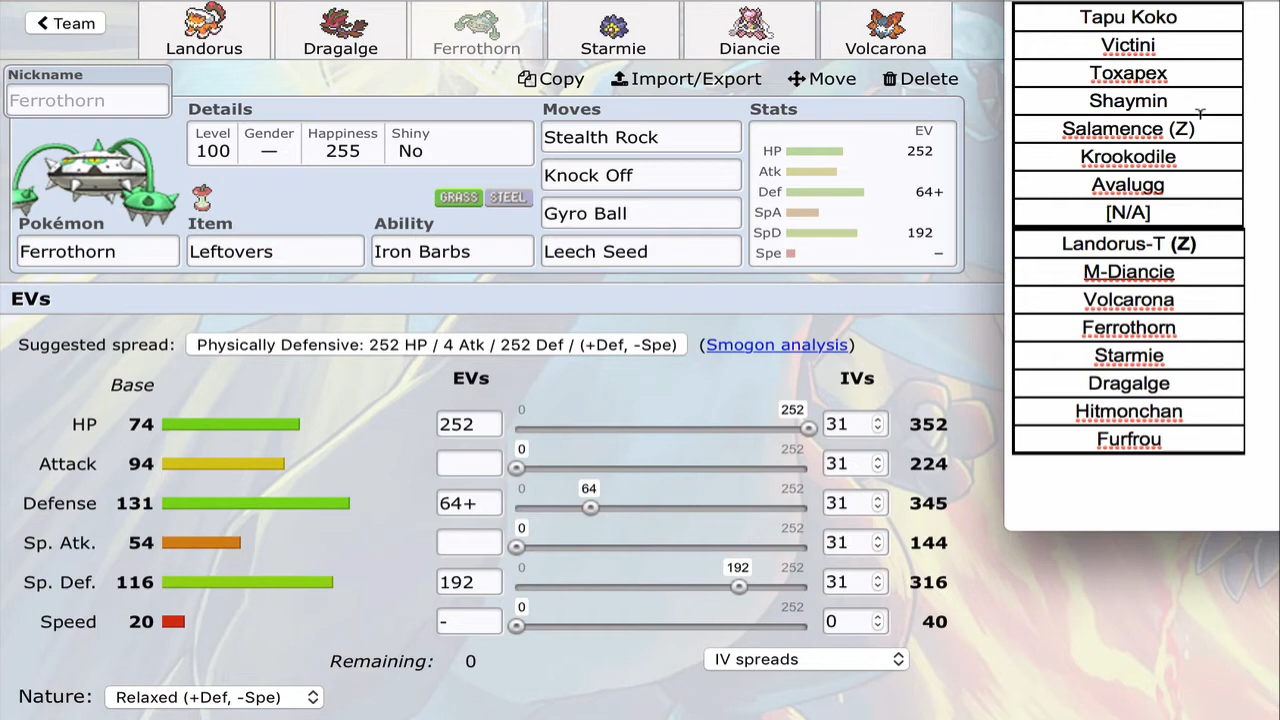 Team
Landorus
Dragalge
Ferrothorn
Starmie
Diancie
Volcarona
Copy
Import/Export
Move
Delete
Nickname
Ferrothorn
Details
Level
100
Gender
—
Happiness
255
Shiny
No
GRASS STEEL
Pokémon
Ferrothorn
Item
Leftovers
Ability
Iron Barbs
Moves
Stealth Rock
Knock Off
Gyro Ball
Leech Seed
Stats
EV
HP 252
Atk
Def 64+
SpA
SpD 192
Spe –
EVs
Suggested spread: Physically Defensive: 252 HP / 4 Atk / 252 Def / (+Def, -Spe) (Smogon analysis)
Base EVs IVs
HP 74 252 0 252 31 352
Attack 94 0 252 31 224
Defense 131 64+ 0 64 252 31 345
Sp. Atk. 54 0 252 31 144
Sp. Def. 116 192 0 192 252 31 316
Speed 20 - 0 252 0 40
Remaining: 0
IV spreads
Nature: Relaxed (+Def, -Spe)
Tapu Koko
Victini
Toxapex
Shaymin
Salamence (Z)
Krookodile
Avalugg
[N/A]
Landorus-T (Z)
M-Diancie
Volcarona
Ferrothorn
Starmie
Dragalge
Hitmonchan
Furfrou